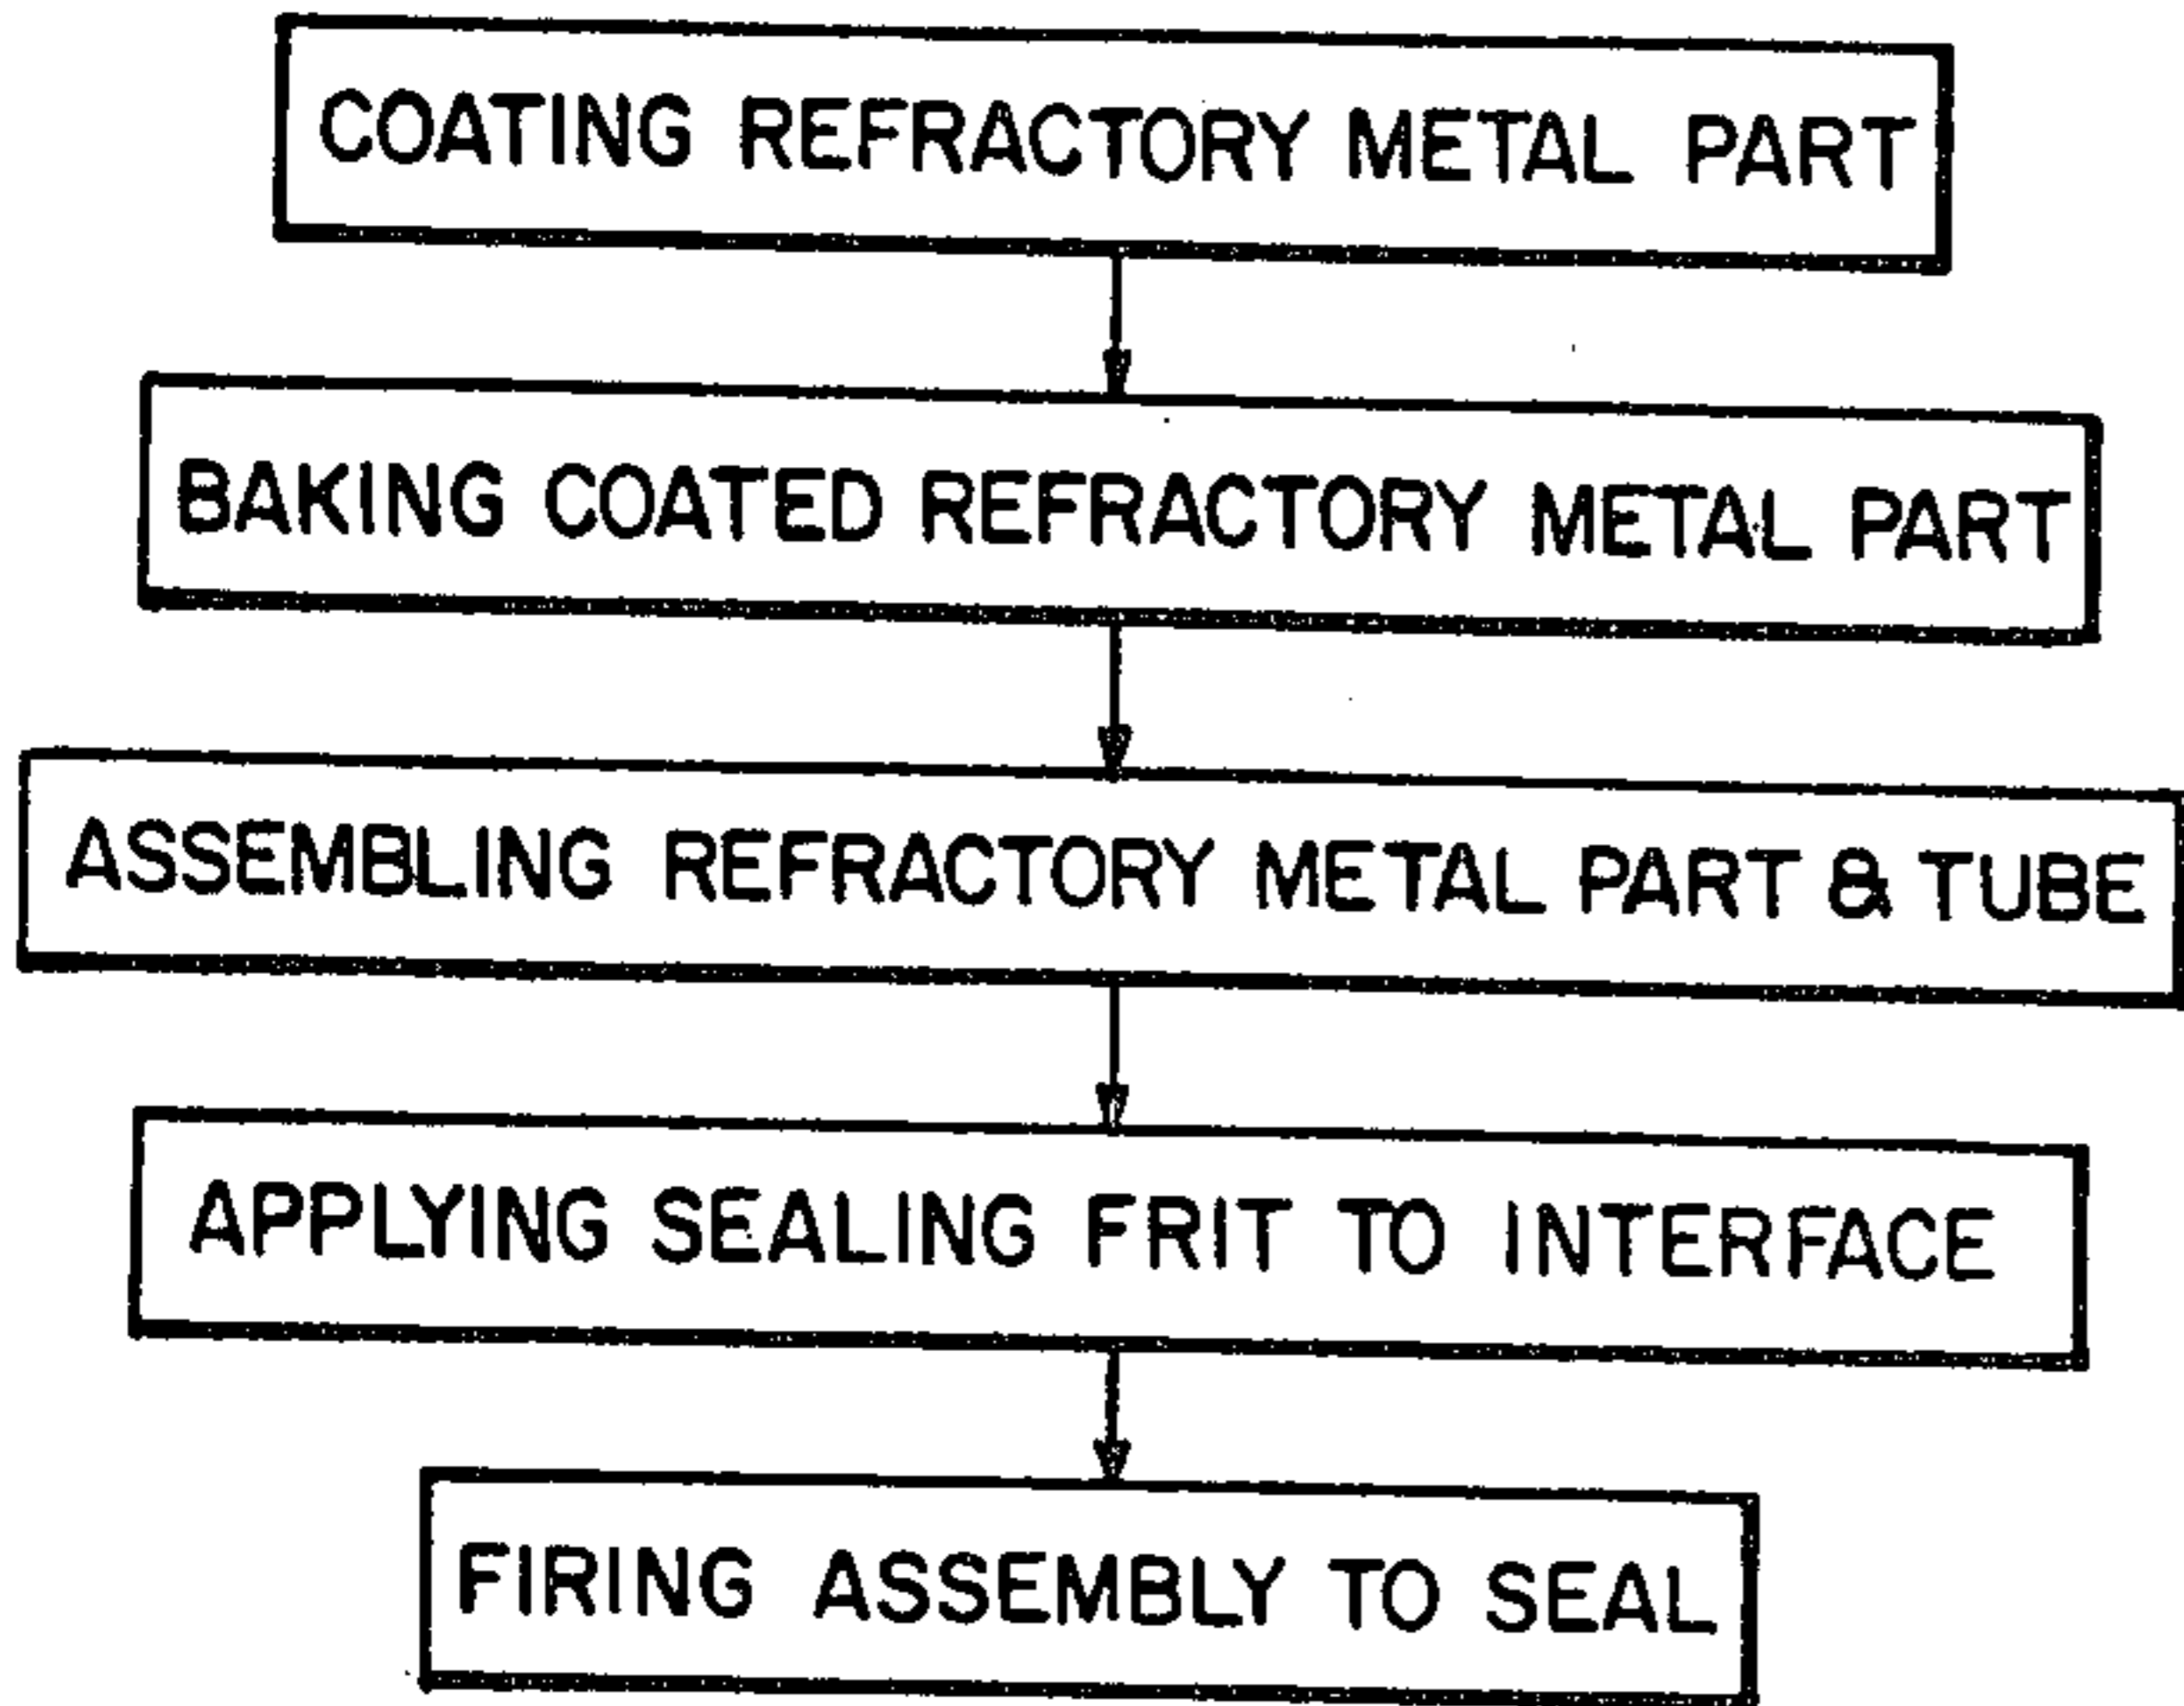 COATING REFRACTORY METAL PART
BAKING COATED REFRACTORY METAL PART
ASSEMBLING REFRACTORY METAL PART & TUBE
APPLYING SEALING FRIT TO INTERFACE
FIRING ASSEMBLY TO SEAL